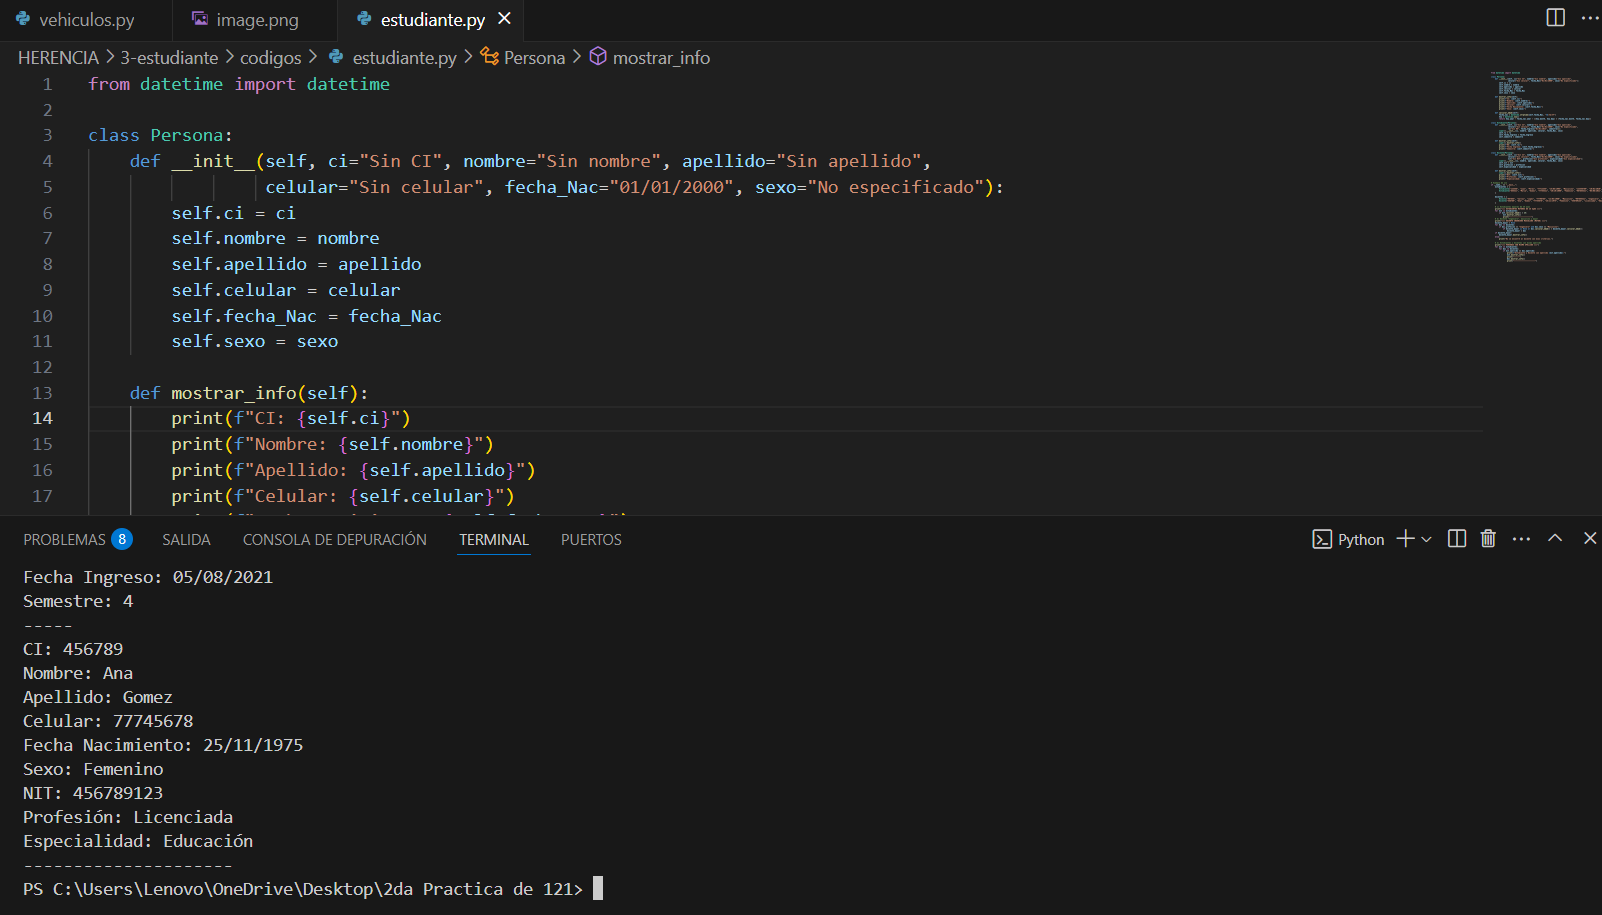 vehiculos.py image.png estudiante.py
HERENCIA > 3-estudiante > codigos > estudiante.py > Persona > mostrar_info
1 from datetime import datetime
2
3 class Persona:
4 def __init__(self, ci="Sin CI", nombre="Sin nombre", apellido="Sin apellido",
5 celular="Sin celular", fecha_Nac="01/01/2000", sexo="No especificado"):
6 self.ci = ci
7 self.nombre = nombre
8 self.apellido = apellido
9 self.celular = celular
10 self.fecha_Nac = fecha_Nac
11 self.sexo = sexo
12
13 def mostrar_info(self):
14 print(f"CI: {self.ci}")
15 print(f"Nombre: {self.nombre}")
16 print(f"Apellido: {self.apellido}")
17 print(f"Celular: {self.celular}")
PROBLEMAS 8 SALIDA CONSOLA DE DEPURACIÓN TERMINAL PUERTOS Python
Fecha Ingreso: 05/08/2021
Semestre: 4
-----
CI: 456789
Nombre: Ana
Apellido: Gomez
Celular: 77745678
Fecha Nacimiento: 25/11/1975
Sexo: Femenino
NIT: 456789123
Profesión: Licenciada
Especialidad: Educación
---------------------
PS C:\Users\Lenovo\OneDrive\Desktop\2da Practica de 121>